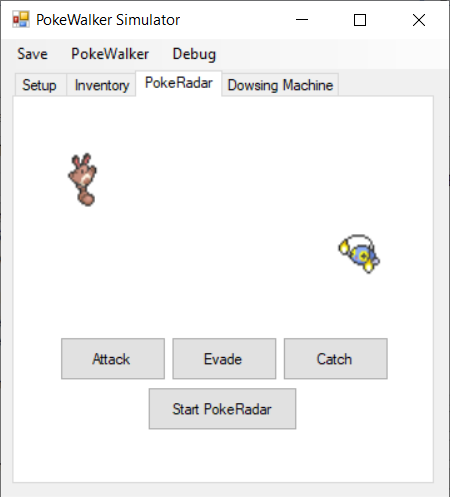 PokeWalker Simulator
Save PokeWalker Debug
Setup Inventory PokeRadar Dowsing Machine
Attack Evade Catch
Start PokeRadar